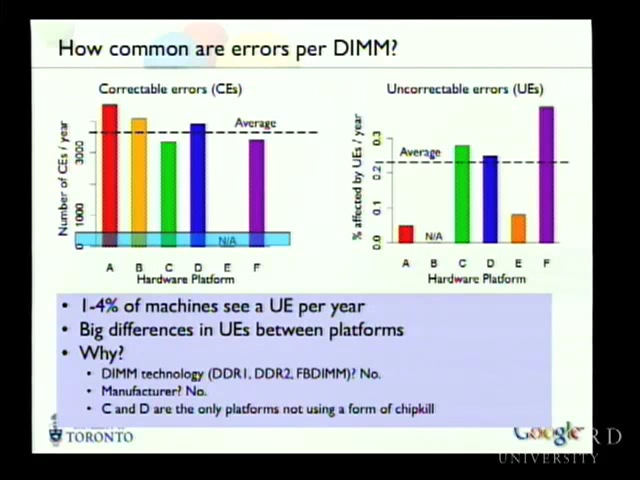 How common are errors per DIMM?
Correctable errors (CEs)
Number of CEs / year
3000
1000
0
Average
N/A
A B C D E F
Hardware Platform
Uncorrectable errors (UEs)
% affected by UEs / year
0.3
0.2
0.1
0.0
Average
N/A
A B C D E F
Hardware Platform
• 1-4% of machines see a UE per year
• Big differences in UEs between platforms
• Why?
• DIMM technology (DDR1, DDR2, FBDIMM)? No.
• Manufacturer? No.
• C and D are the only platforms not using a form of chipkill
TORONTO
Google
UNIVERSITY